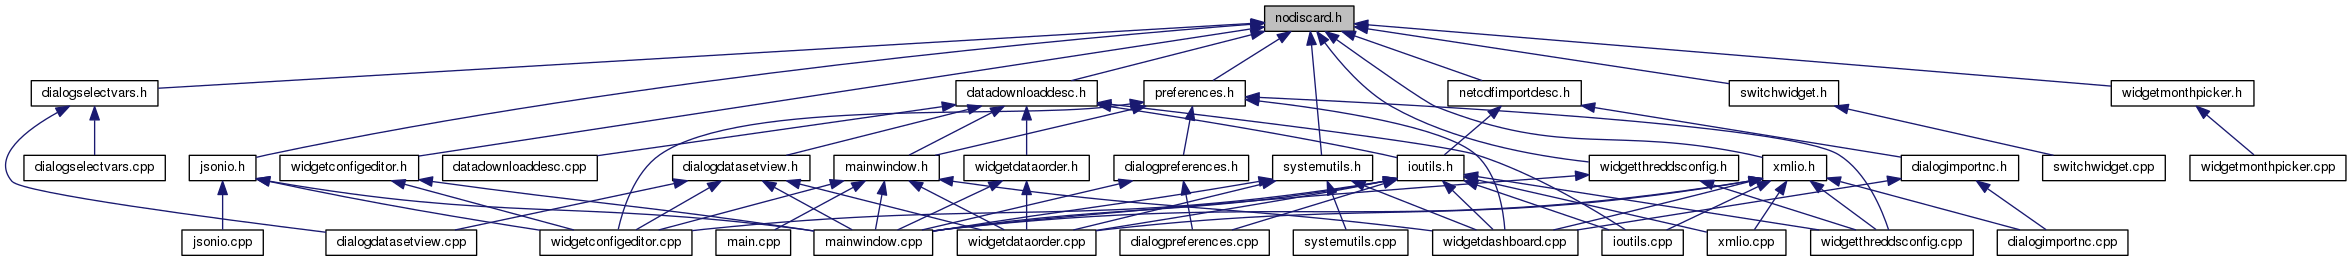 nodiscard.h
dialogselectvars.h
datadownloaddesc.h
preferences.h
netcdfimportdesc.h
switchwidget.h
widgetmonthpicker.h
dialogselectvars.cpp
jsonio.h
widgetconfigeditor.h
datadownloaddesc.cpp
dialogdatasetview.h
mainwindow.h
widgetdataorder.h
dialogpreferences.h
systemutils.h
ioutils.h
widgetthreddsconfig.h
xmlio.h
dialogimportnc.h
switchwidget.cpp
widgetmonthpicker.cpp
jsonio.cpp
dialogdatasetview.cpp
widgetconfigeditor.cpp
main.cpp
mainwindow.cpp
widgetdataorder.cpp
dialogpreferences.cpp
systemutils.cpp
widgetdashboard.cpp
ioutils.cpp
xmlio.cpp
widgetthreddsconfig.cpp
dialogimportnc.cpp